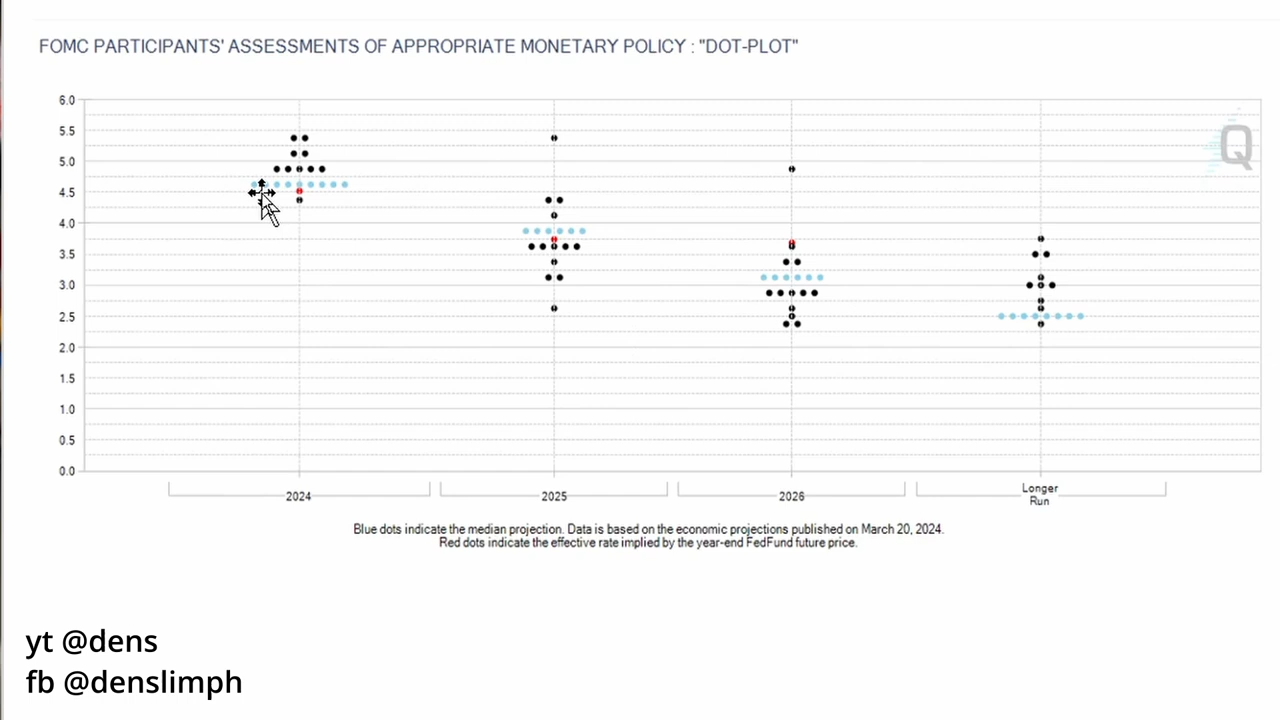 FOMC PARTICIPANTS' ASSESSMENTS OF APPROPRIATE MONETARY POLICY : "DOT-PLOT"
6.0
5.5
5.0
4.5
4.0
3.5
3.0
2.5
2.0
1.5
1.0
0.5
0.0
Q
2024
2025
2026
Longer
Run
Blue dots indicate the median projection. Data is based on the economic projections published on March 20, 2024.
Red dots indicate the effective rate implied by the year-end FedFund future price.
yt @dens
fb @denslimph